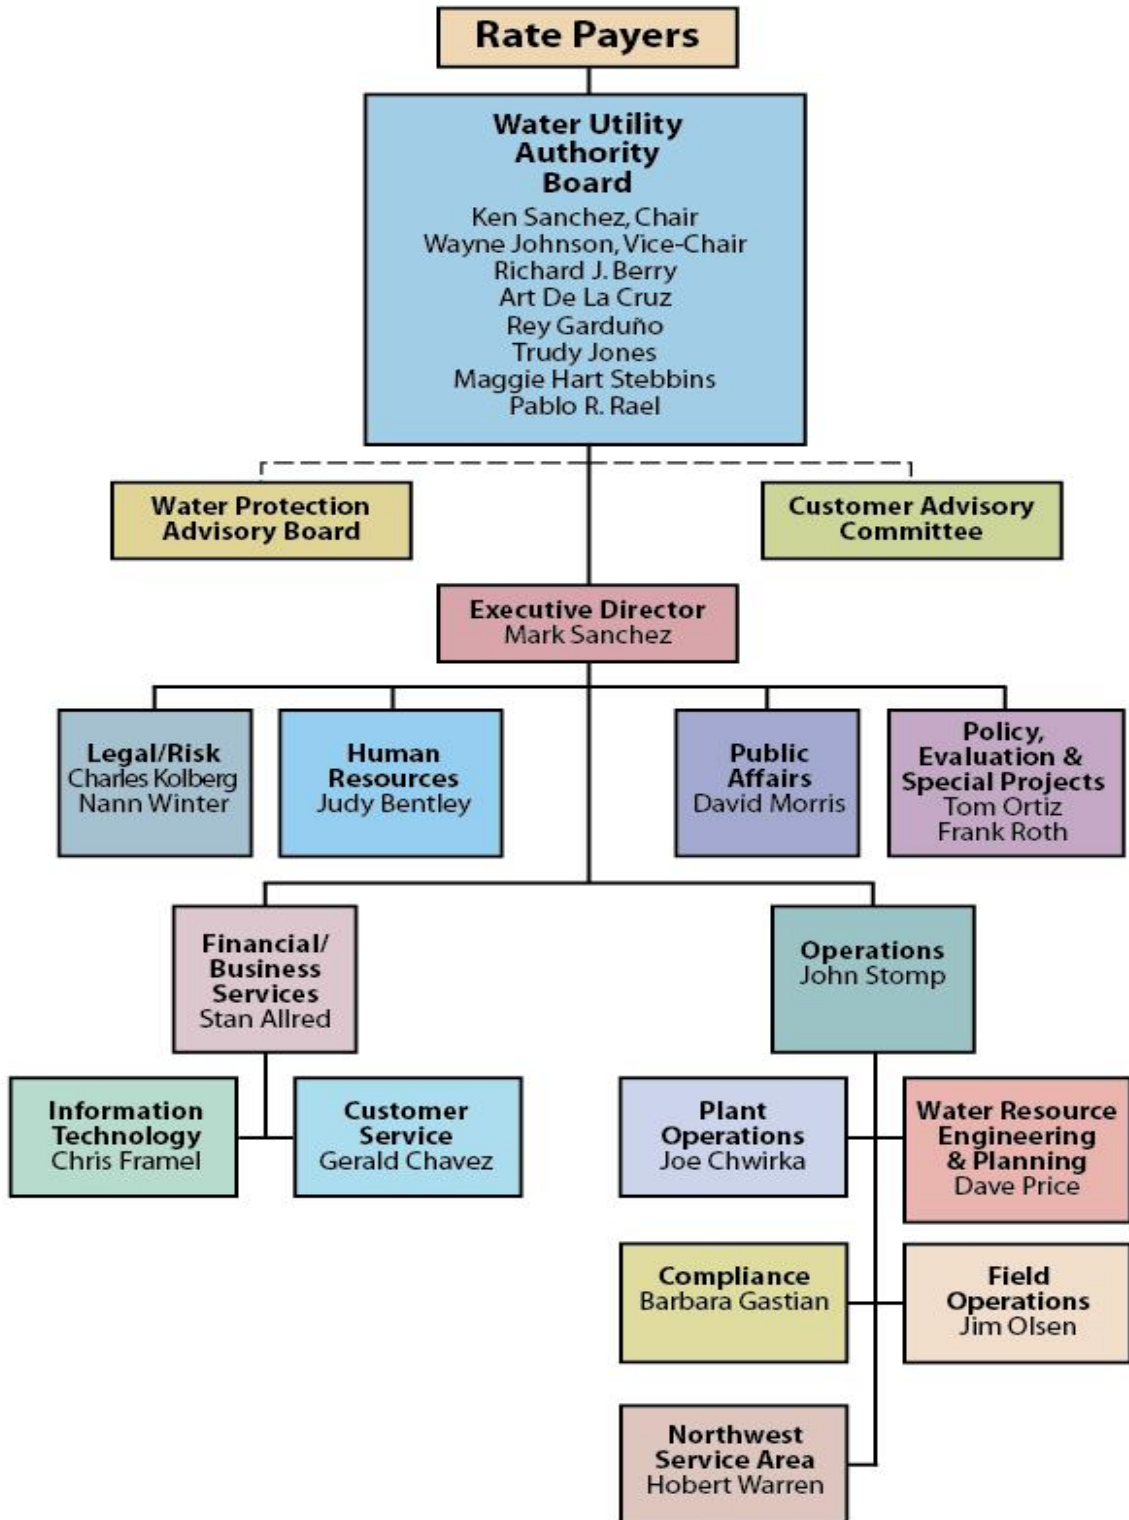 Rate Payers
Water Utility
Authority
Board
Ken Sanchez, Chair
Wayne Johnson, Vice-Chair
Richard J. Berry
Art De La Cruz
Rey Garduño
Trudy Jones
Maggie Hart Stebbins
Pablo R. Rael
Water Protection
Advisory Board
Customer Advisory
Committee
Executive Director
Mark Sanchez
Legal/Risk
Charles Kolberg
Nann Winter
Human
Resources
Judy Bentley
Public
Affairs
David Morris
Policy,
Evaluation &
Special Projects
Tom Ortiz
Frank Roth
Financial/
Business
Services
Stan Allred
Operations
John Stomp
Information
Technology
Chris Framel
Customer
Service
Gerald Chavez
Plant
Operations
Joe Chwirka
Water Resource
Engineering
& Planning
Dave Price
Compliance
Barbara Gastian
Field
Operations
Jim Olsen
Northwest
Service Area
Hobert Warren